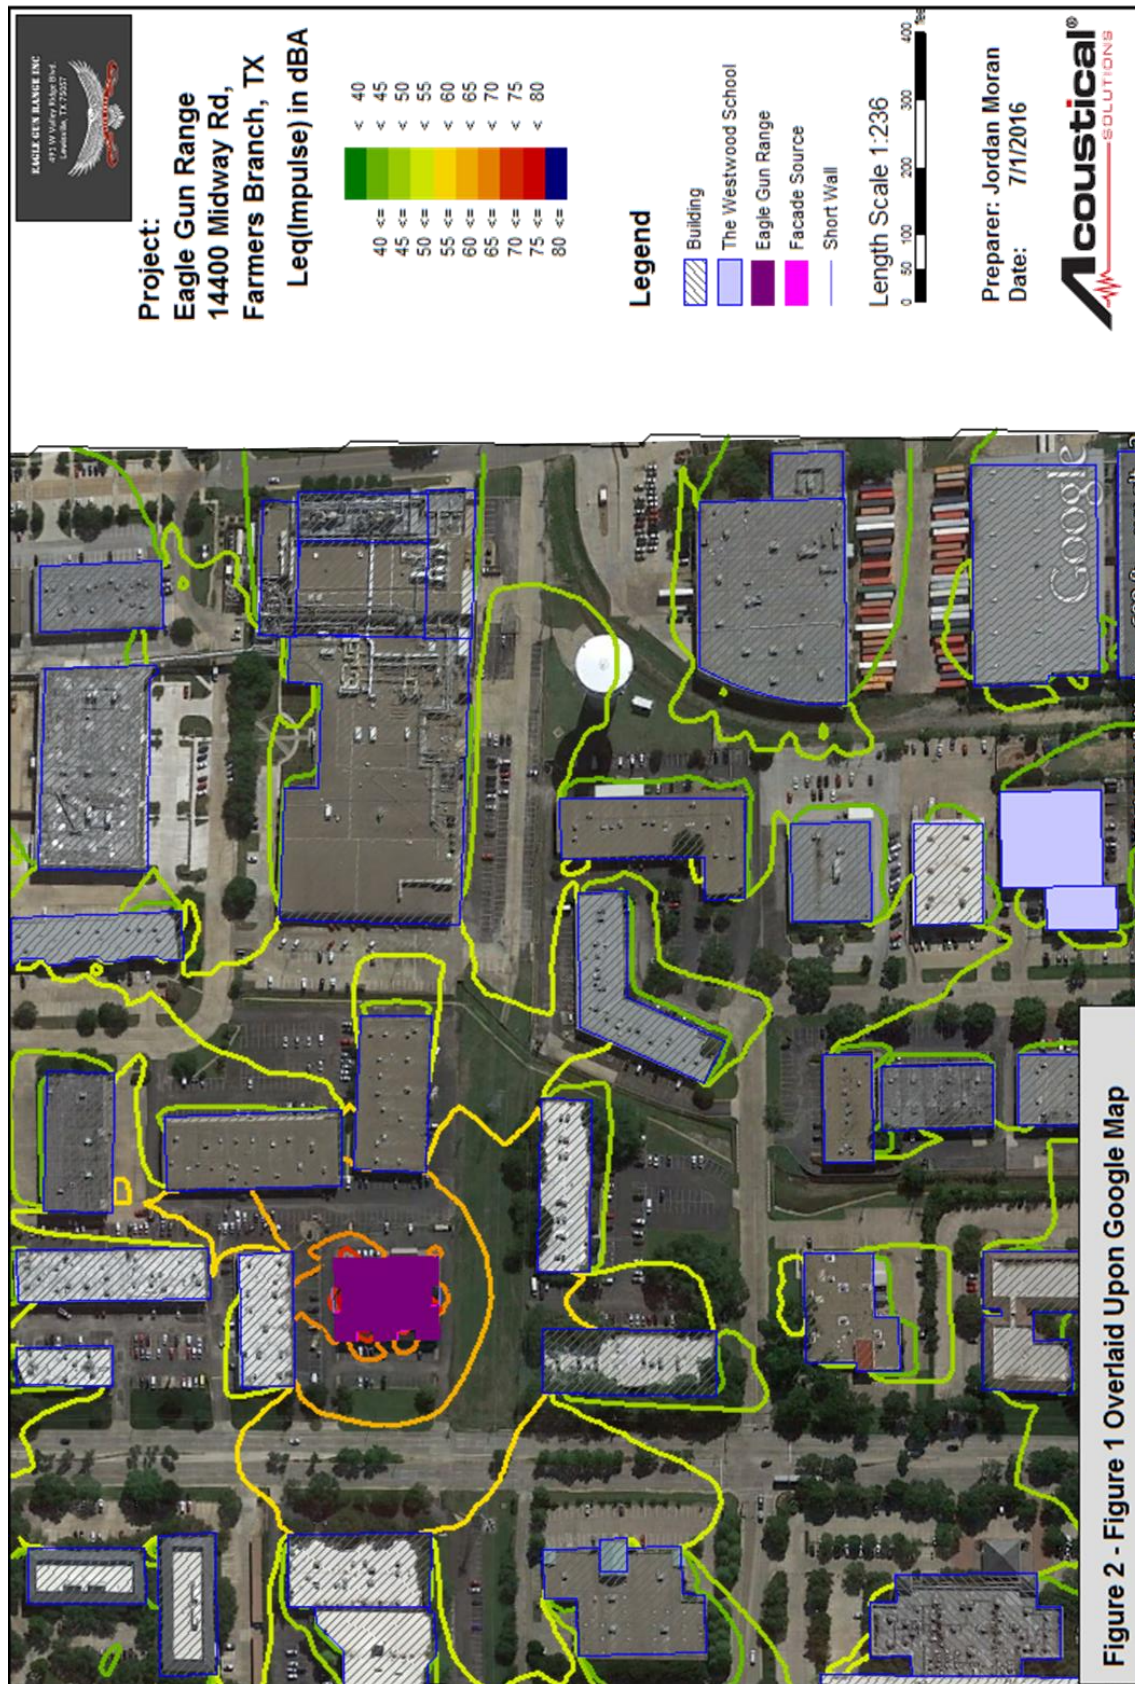 EAGLE GUN RANGE INC
Lewisville, TX 75057
Project:
Eagle Gun Range
14400 Midway Rd,
Farmers Branch, TX
Leq(Impulse) in dBA
< 40
40 <= < 45
45 <= < 50
50 <= < 55
55 <= < 60
60 <= < 65
65 <= < 70
70 <= < 75
75 <= < 80
80 <=
Legend
Building
The Westwood School
Eagle Gun Range
Facade Source
Short Wall
Length Scale 1:236
0 50 100 200 300 400
feet
Preparer: Jordan Moran
Date: 7/1/2016
Acoustical®
SOLUTIONS
Google
Figure 2 - Figure 1 Overlaid Upon Google Map